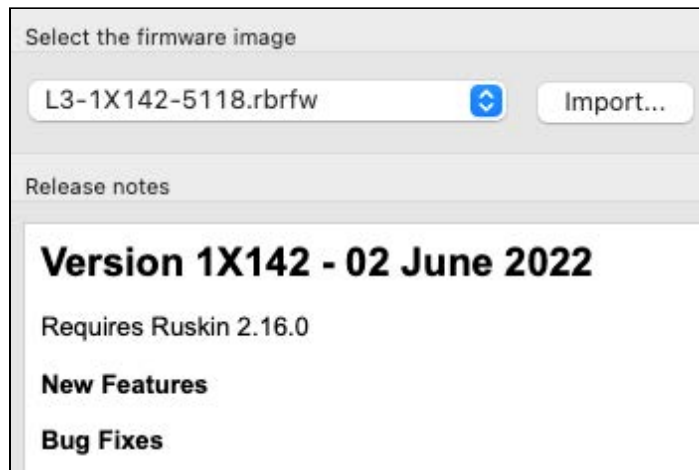 Select the firmware image
L3-1X142-5118.rbrfw
Import...
Release notes
Version 1X142 - 02 June 2022
Requires Ruskin 2.16.0
New Features
Bug Fixes